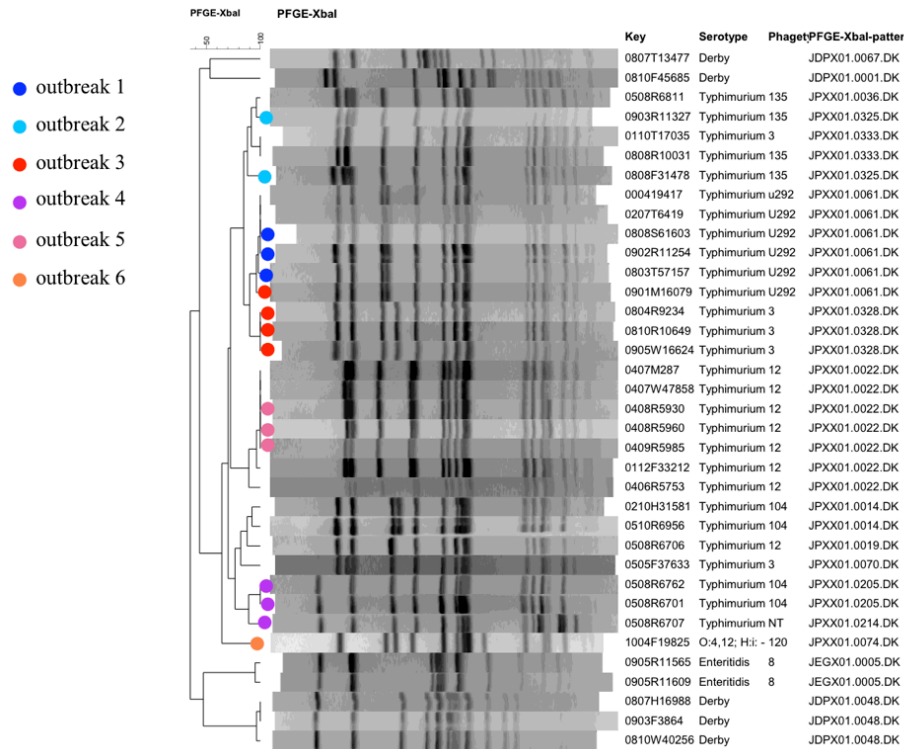 PFGE-XbaI PFGE-XbaI
50 100
Key Serotype Phagety PFGE-XbaI-patter
outbreak 1
outbreak 2
outbreak 3
outbreak 4
outbreak 5
outbreak 6
0807T13477 Derby JDPX01.0067.DK
0810F45685 Derby JDPX01.0001.DK
0508R6811 Typhimurium 135 JPXX01.0036.DK
0903R11327 Typhimurium 135 JPXX01.0325.DK
0110T17035 Typhimurium 3 JPXX01.0333.DK
0808R10031 Typhimurium 135 JPXX01.0333.DK
0808F31478 Typhimurium 135 JPXX01.0325.DK
000419417 Typhimurium u292 JPXX01.0061.DK
0207T6419 Typhimurium U292 JPXX01.0061.DK
0808S61603 Typhimurium U292 JPXX01.0061.DK
0902R11254 Typhimurium U292 JPXX01.0061.DK
0803T57157 Typhimurium U292 JPXX01.0061.DK
0901M16079 Typhimurium U292 JPXX01.0061.DK
0804R9234 Typhimurium 3 JPXX01.0328.DK
0810R10649 Typhimurium 3 JPXX01.0328.DK
0905W16624 Typhimurium 3 JPXX01.0328.DK
0407M287 Typhimurium 12 JPXX01.0022.DK
0407W47858 Typhimurium 12 JPXX01.0022.DK
0408R5930 Typhimurium 12 JPXX01.0022.DK
0408R5960 Typhimurium 12 JPXX01.0022.DK
0409R5985 Typhimurium 12 JPXX01.0022.DK
0112F33212 Typhimurium 12 JPXX01.0022.DK
0406R5753 Typhimurium 12 JPXX01.0022.DK
0210H31581 Typhimurium 104 JPXX01.0014.DK
0510R6956 Typhimurium 104 JPXX01.0014.DK
0508R6706 Typhimurium 12 JPXX01.0019.DK
0505F37633 Typhimurium 3 JPXX01.0070.DK
0508R6762 Typhimurium 104 JPXX01.0205.DK
0508R6701 Typhimurium 104 JPXX01.0205.DK
0508R6707 Typhimurium NT JPXX01.0214.DK
1004F19825 O:4,12; H:i: - 120 JPXX01.0074.DK
0905R11565 Enteritidis 8 JEGX01.0005.DK
0905R11609 Enteritidis 8 JEGX01.0005.DK
0807H16988 Derby JDPX01.0048.DK
0903F3864 Derby JDPX01.0048.DK
0810W40256 Derby JDPX01.0048.DK